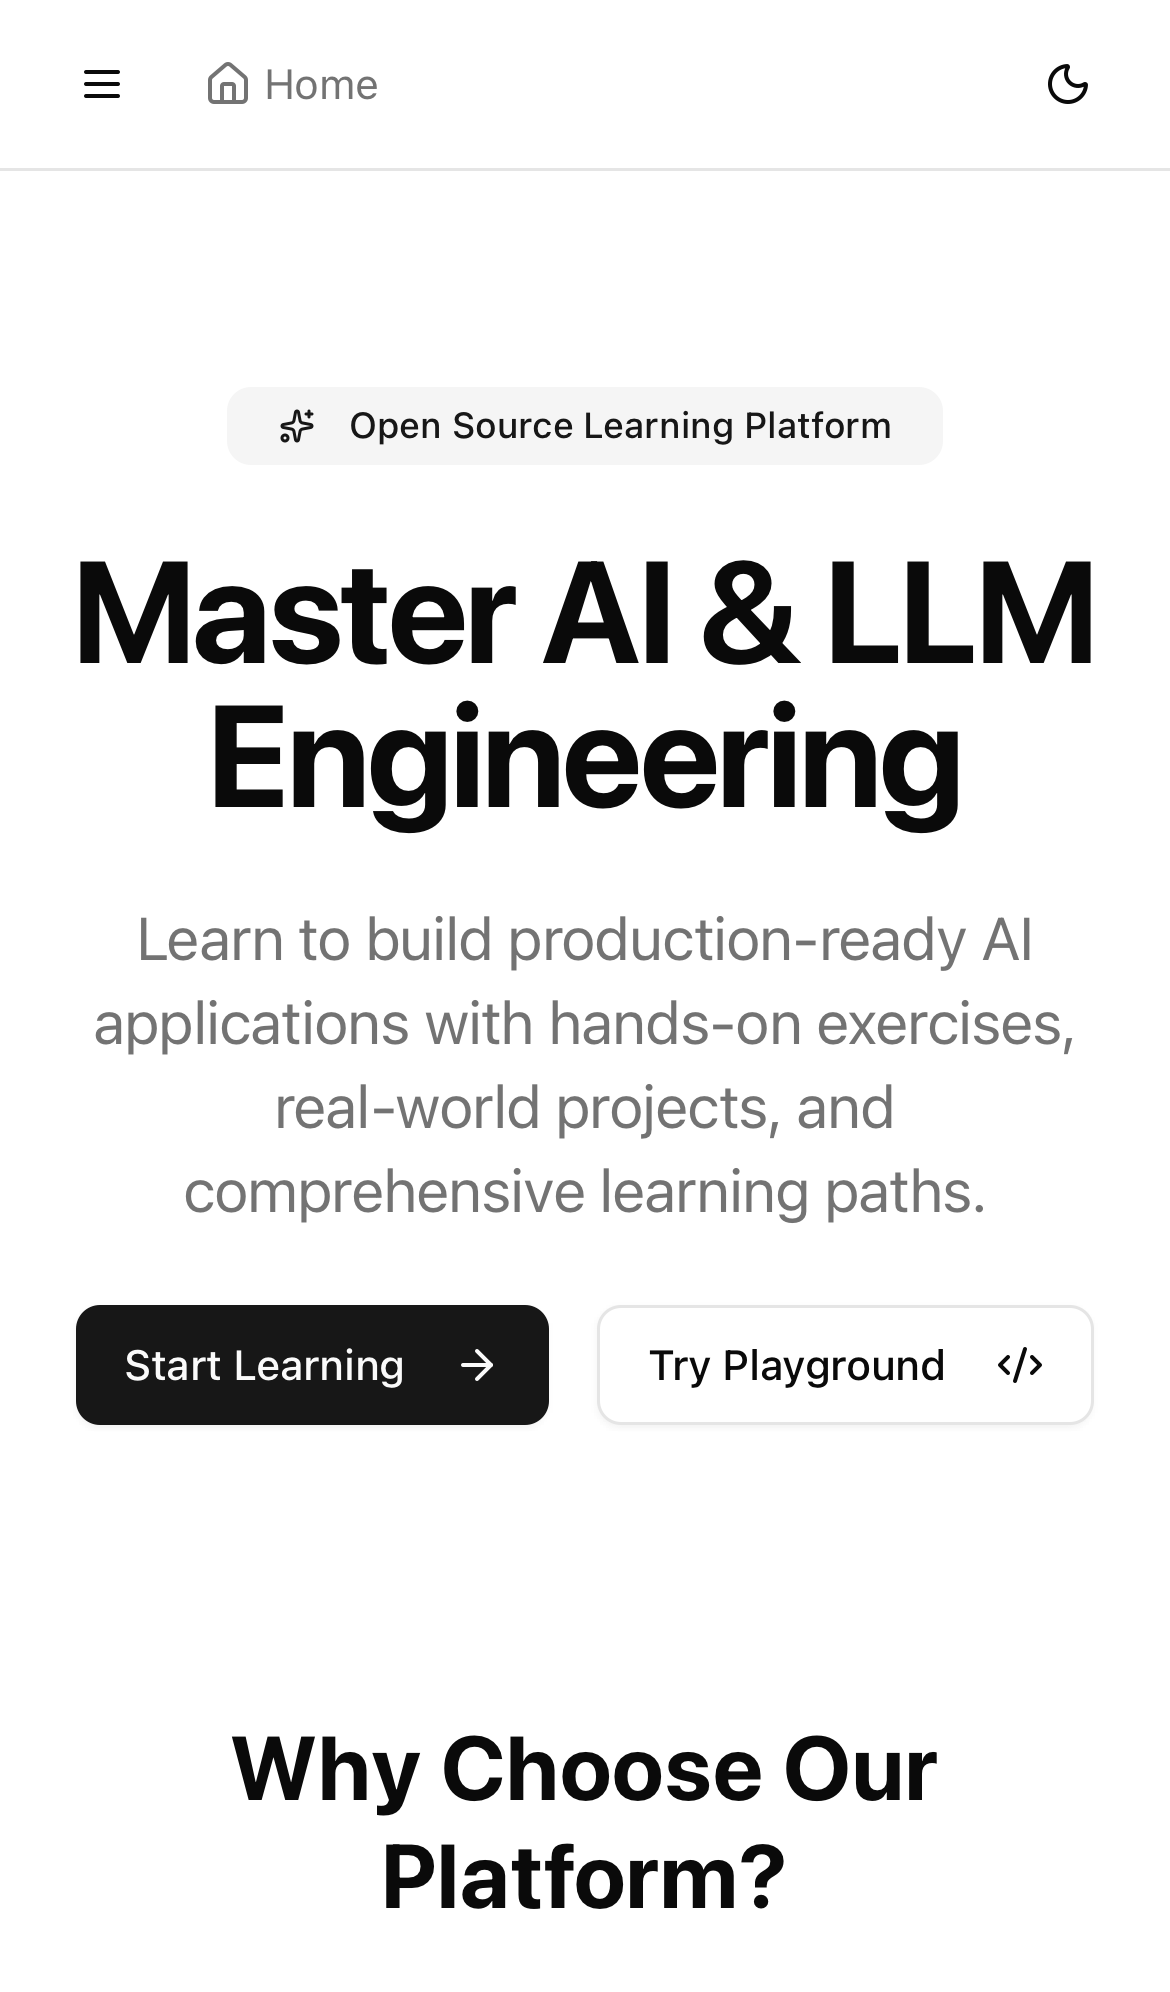 Home
Open Source Learning Platform
Master AI & LLM
Engineering
Learn to build production-ready AI
applications with hands-on exercises,
real-world projects, and
comprehensive learning paths.
Start Learning
Try Playground
Why Choose Our
Platform?